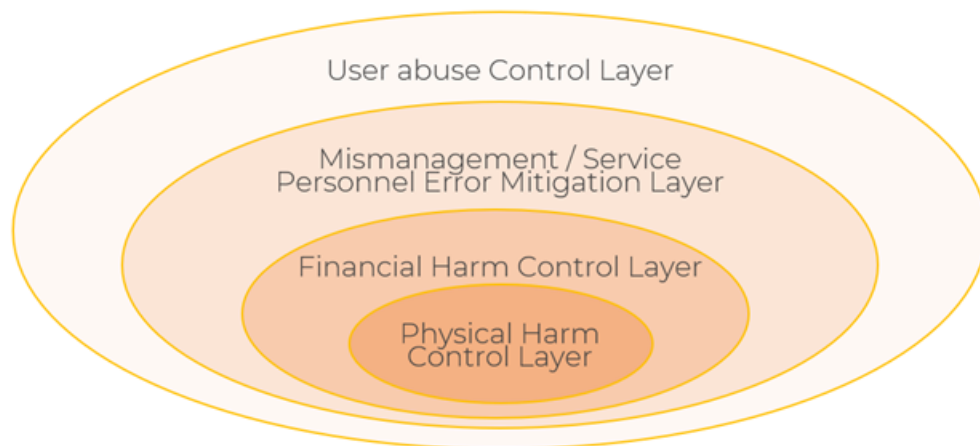 User abuse Control Layer
Mismanagement / Service
Personnel Error Mitigation Layer
Financial Harm Control Layer
Physical Harm
Control Layer